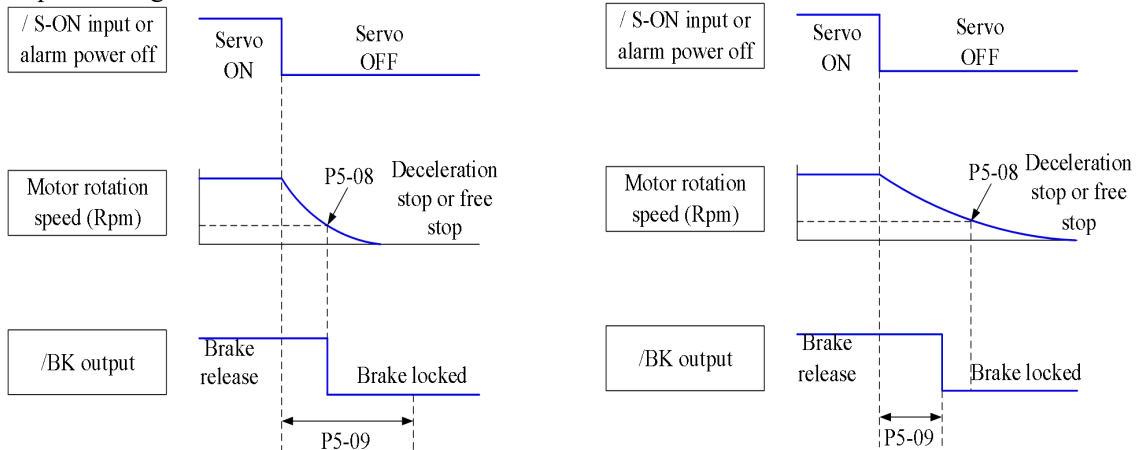 / S-ON input or
alarm power off
Servo
ON
Servo
OFF
Motor rotation
speed (Rpm)
P5-08
Deceleration
stop or free
stop
/BK output
Brake
release
Brake locked
P5-09
/ S-ON input or
alarm power off
Servo
ON
Servo
OFF
Motor rotation
speed (Rpm)
P5-08
Deceleration
stop or free
stop
/BK output
Brake
release
Brake locked
P5-09